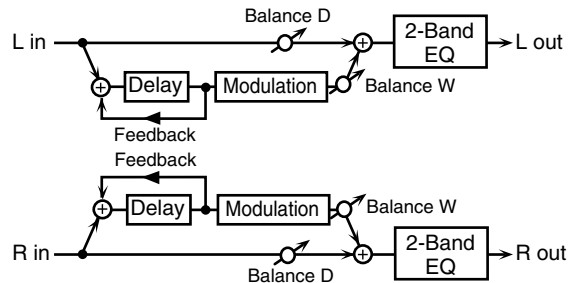 Balance D
L in
2-Band
EQ
L out
Delay
Modulation
Balance W
Feedback
Feedback
Delay
Modulation
Balance W
R in
2-Band
EQ
R out
Balance D